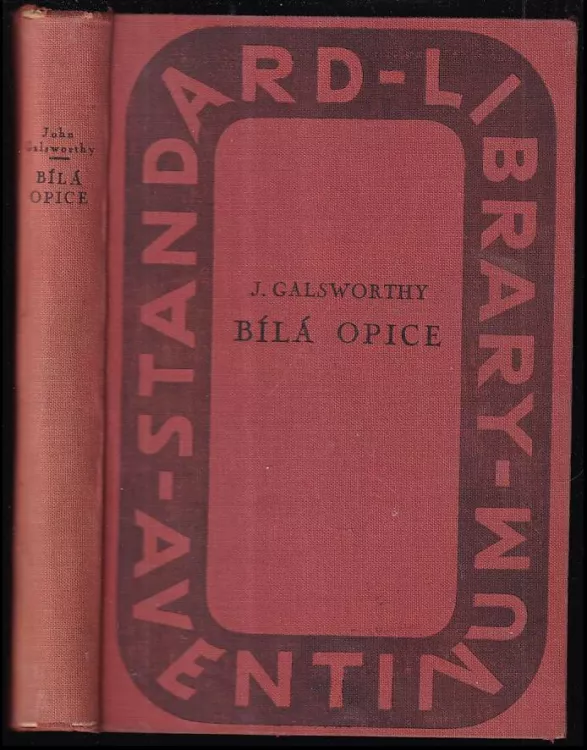 John
Galsworthy
BÍLÁ
OPICE
STANDARD-LIBRARY-AVENTINUM-
J. GALSWORTHY
BÍLÁ OPICE